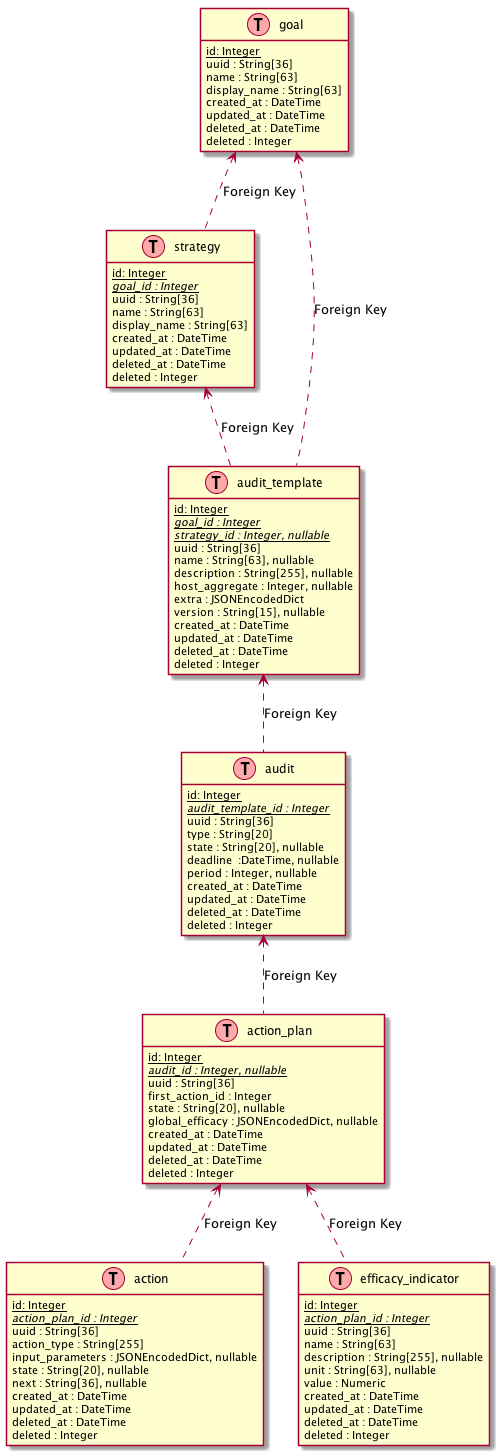 T goal
id: Integer
uuid : String[36]
name : String[63]
display_name : String[63]
created_at : DateTime
updated_at : DateTime
deleted_at : DateTime
deleted : Integer
Foreign Key
T strategy
id: Integer
goal_id : Integer
uuid : String[36]
name : String[63]
display_name : String[63]
created_at : DateTime
updated_at : DateTime
deleted_at : DateTime
deleted : Integer
Foreign Key
Foreign Key
T audit_template
id: Integer
goal_id : Integer
strategy_id : Integer, nullable
uuid : String[36]
name : String[63], nullable
description : String[255], nullable
host_aggregate : Integer, nullable
extra : JSONEncodedDict
version : String[15], nullable
created_at : DateTime
updated_at : DateTime
deleted_at : DateTime
deleted : Integer
Foreign Key
T audit
id: Integer
audit_template_id : Integer
uuid : String[36]
type : String[20]
state : String[20], nullable
deadline :DateTime, nullable
period : Integer, nullable
created_at : DateTime
updated_at : DateTime
deleted_at : DateTime
deleted : Integer
Foreign Key
T action_plan
id: Integer
audit_id : Integer, nullable
uuid : String[36]
first_action_id : Integer
state : String[20], nullable
global_efficacy : JSONEncodedDict, nullable
created_at : DateTime
updated_at : DateTime
deleted_at : DateTime
deleted : Integer
Foreign Key
Foreign Key
T action
id: Integer
action_plan_id : Integer
uuid : String[36]
action_type : String[255]
input_parameters : JSONEncodedDict, nullable
state : String[20], nullable
next : String[36], nullable
created_at : DateTime
updated_at : DateTime
deleted_at : DateTime
deleted : Integer
T efficacy_indicator
id: Integer
action_plan_id : Integer
uuid : String[36]
name : String[63]
description : String[255], nullable
unit : String[63], nullable
value : Numeric
created_at : DateTime
updated_at : DateTime
deleted_at : DateTime
deleted : Integer